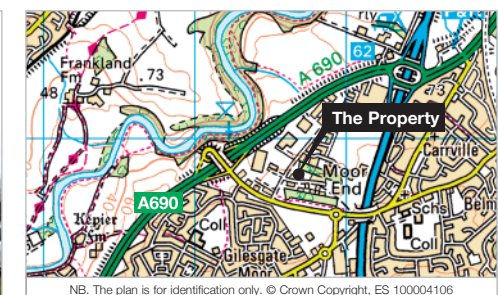 62
Frankland
Fm
73
48
A 690
The Property
Moor
End
Carrville
A690
Kepier
Fm
Coll
Schs
Belm
Coll
Gilesgate
Moor
NB. The plan is for identification only. © Crown Copyright, ES 100004106